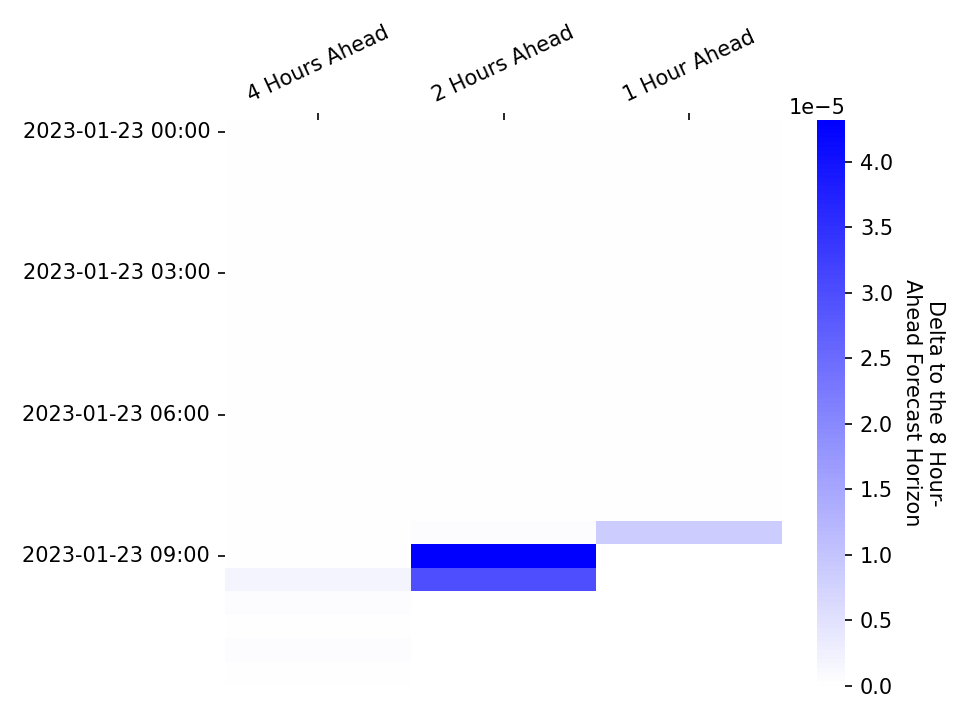 4 Hours Ahead
2 Hours Ahead
1 Hour Ahead
2023-01-23 00:00
2023-01-23 03:00
2023-01-23 06:00
2023-01-23 09:00
1e−5
4.0
3.5
3.0
2.5
2.0
1.5
1.0
0.5
0.0
Delta to the 8 Hour-
Ahead Forecast Horizon